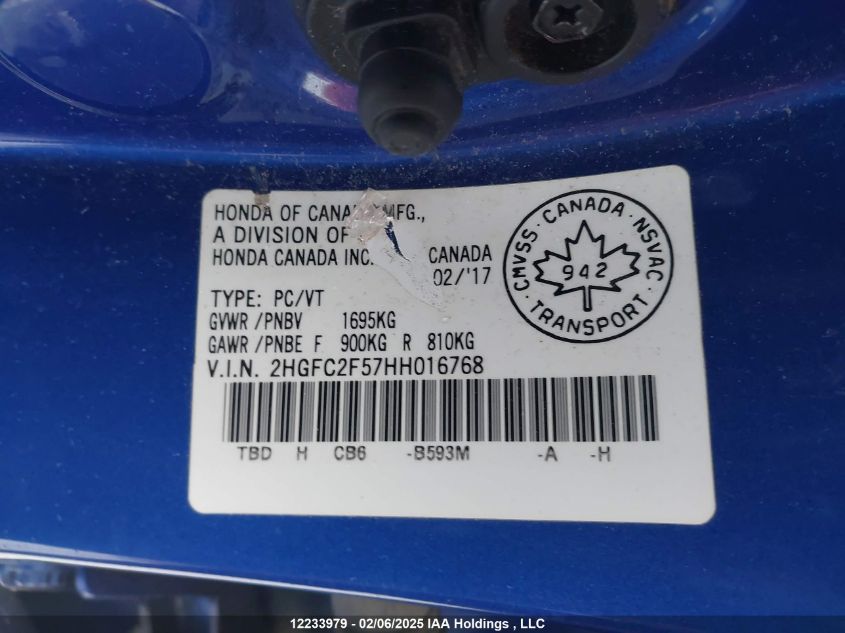 HONDA OF CANADA MFG.,
A DIVISION OF
HONDA CANADA INC. CANADA
02/'17
TYPE: PC/VT
GVWR/PNBV 1695KG
GAWR/PNBE F 900KG R 810KG
V.I.N. 2HGFC2F57HH016768
TBD H CB6 -B593M -A -H
CMVSS · CANADA · NSVAC · TRANSPORT ·
942
12233979 - 02/06/2025 IAA Holdings , LLC